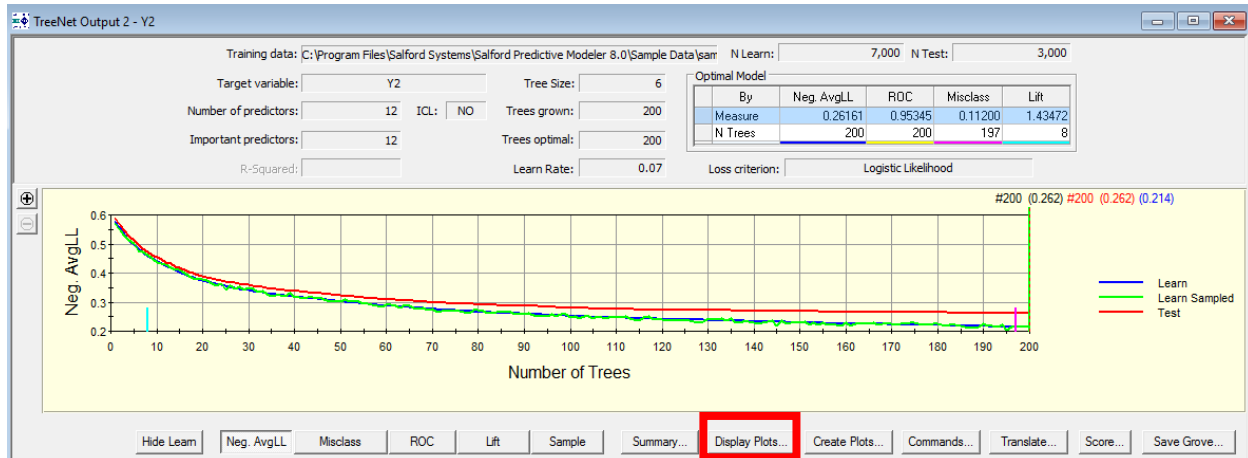 TreeNet Output 2 - Y2
Training data: C:\Program Files\Salford Systems\Salford Predictive Modeler 8.0\Sample Data\sam N Learn: 7,000 N Test: 3,000
Target variable: Y2 Tree Size: 6
Number of predictors: 12 ICL: NO Trees grown: 200
Important predictors: 12 Trees optimal: 200
R-Squared: Learn Rate: 0.07 Loss criterion: Logistic Likelihood
Optimal Model
By Neg. AvgLL ROC Misclass Lift
Measure 0.26161 0.95345 0.11200 1.43472
N Trees 200 200 197 8
#200 (0.262) #200 (0.262) (0.214)
Neg. AvgLL
0.6
0.5
0.4
0.3
0.2
0 10 20 30 40 50 60 70 80 90 100 110 120 130 140 150 160 170 180 190 200
Number of Trees
Learn
Learn Sampled
Test
Hide Learn Neg. AvgLL Misclass ROC Lift Sample Summary... Display Plots... Create Plots... Commands... Translate... Score... Save Grove...